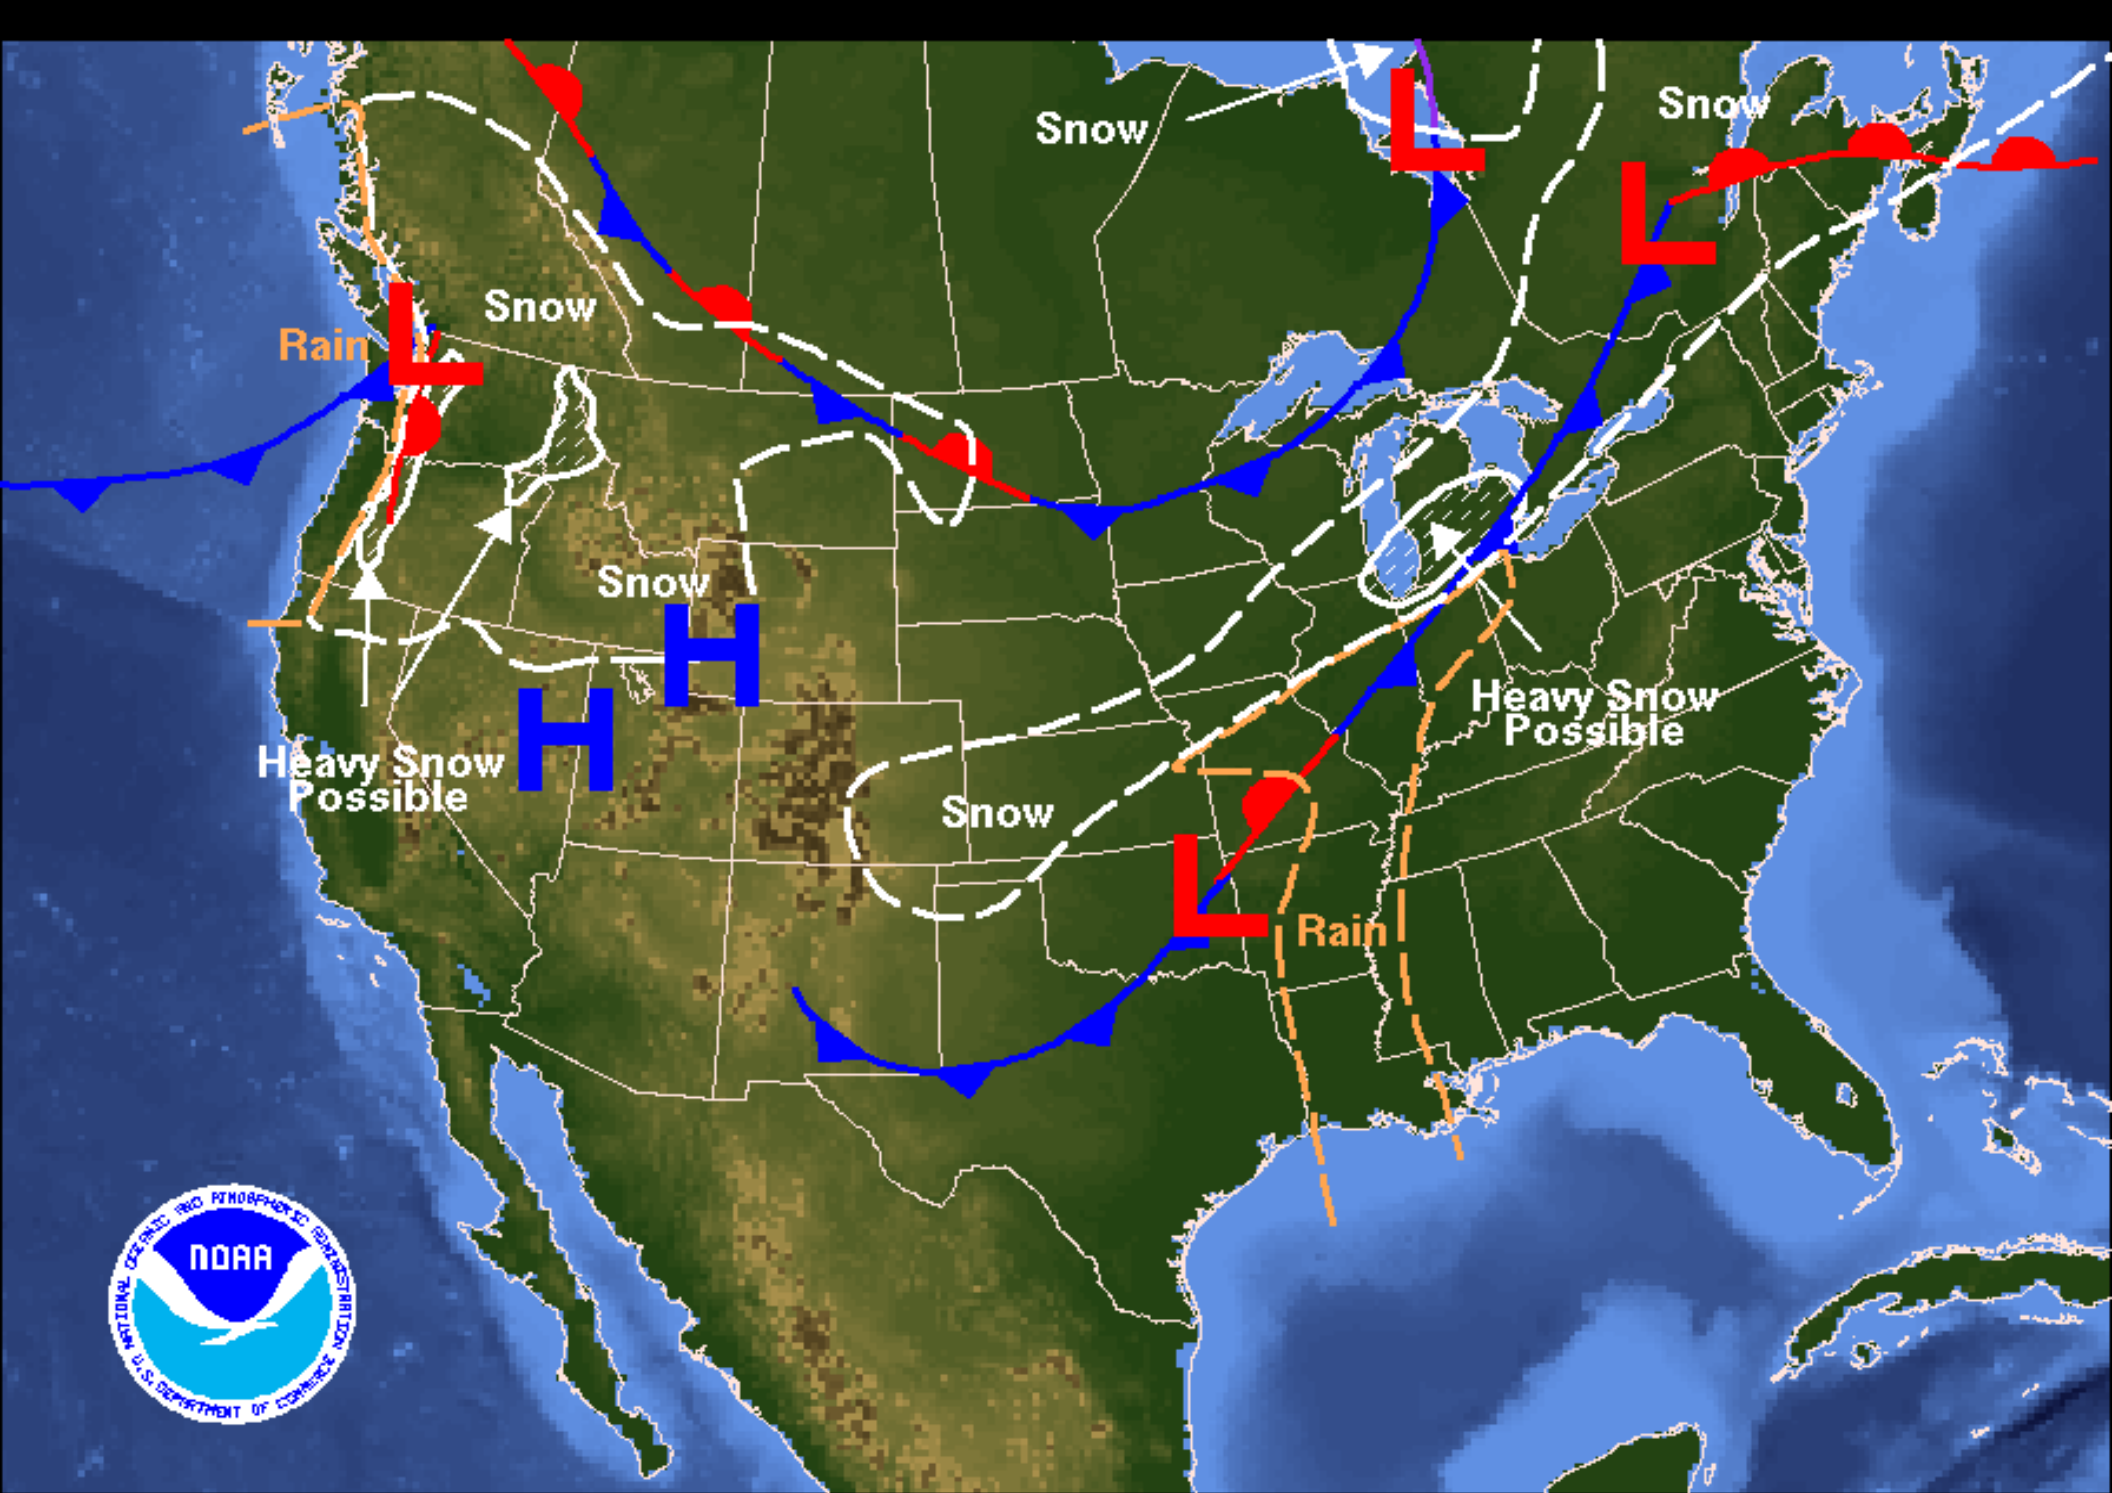 Snow
Snow
L
L
Snow
Rain
L
Snow
H
H
Heavy Snow
Possible
Heavy Snow
Possible
Snow
L
Rain
NOAA
NATIONAL OCEANIC AND ATMOSPHERIC ADMINISTRATION
U.S. DEPARTMENT OF COMMERCE